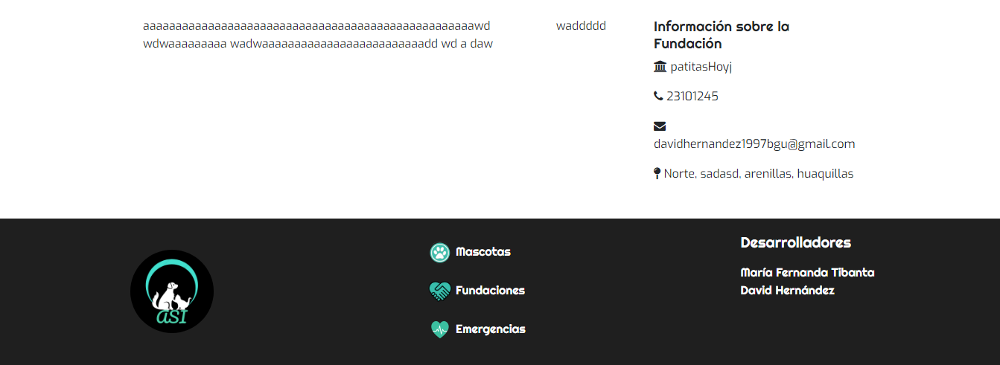 aaaaaaaaaaaaaaaaaaaaaaaaaaaaaaaaaaaaaaaaaaaaaaaaaaawd
wdwaaaaaaaaa wadwaaaaaaaaaaaaaaaaaaaaaaaaadd wd a daw
waddddd
Información sobre la
Fundación
patitasHoyj
23101245
davidhernandez1997bgu@gmail.com
Norte, sadasd, arenillas, huaquillas
aSI
Mascotas
Fundaciones
Emergencias
Desarrolladores
María Fernanda Tibanta
David Hernández